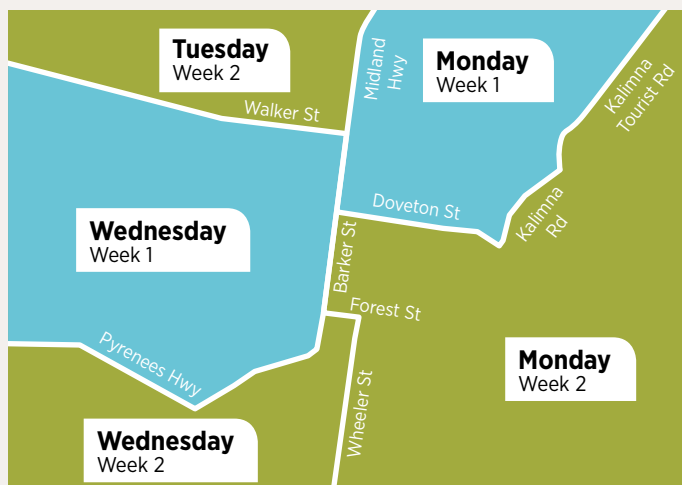 Tuesday
Week 2
Midland
Hwy
Monday
Week 1
Kalimna
Tourist Rd
Walker St
Doveton St
Kalimna
Rd
Wednesday
Week 1
Barker St
Forest St
Pyrenees Hwy
Monday
Week 2
Wheeler St
Wednesday
Week 2